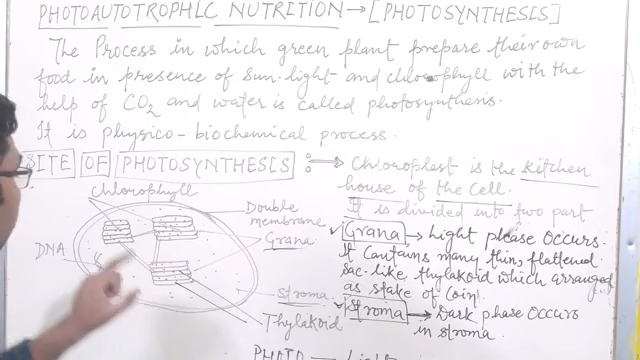 PHOTOAUTOTROPHIC NUTRITION → [PHOTOSYNTHESIS]
The Process in which green plant prepare their own
food in presence of Sun-light and chlorophyll with the
help of CO2 and water is called photosynthesis.
It is physico-biochemical process.
SITE OF PHOTOSYNTHESIS :⇒ Chloroplast is the kitchen
house of the Cell.
It is divided into two part
Grana → Light phase Occurs.
It Contains many thin, flattened
sac-like thylakoid which arranged
as stake of Coin
Stroma → Dark phase Occurs
in stroma.
Chlorophyll
Double
membrane
Grana
DNA
Stroma
Thylakoid
PHOTO Light